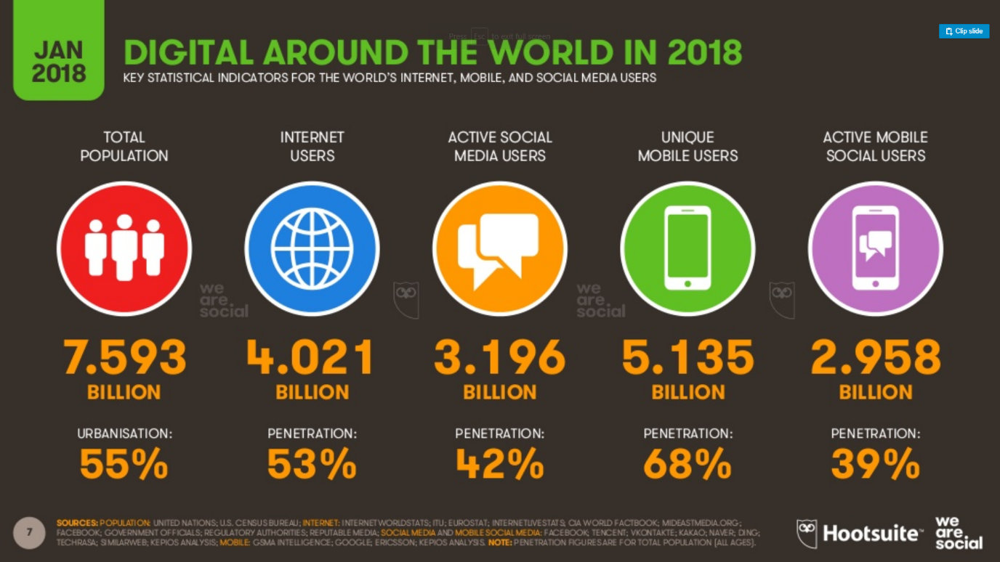 Press Esc to exit full screen
Clip slide
JAN
2018
DIGITAL AROUND THE WORLD IN 2018
KEY STATISTICAL INDICATORS FOR THE WORLD'S INTERNET, MOBILE, AND SOCIAL MEDIA USERS
TOTAL
POPULATION
7.593
BILLION
URBANISATION:
55%
INTERNET
USERS
4.021
BILLION
PENETRATION:
53%
ACTIVE SOCIAL
MEDIA USERS
3.196
BILLION
PENETRATION:
42%
UNIQUE
MOBILE USERS
5.135
BILLION
PENETRATION:
68%
ACTIVE MOBILE
SOCIAL USERS
2.958
BILLION
PENETRATION:
39%
we
are.
social
we
are.
social
7
SOURCES: POPULATION: UNITED NATIONS; U.S. CENSUS BUREAU; INTERNET: INTERNETWORLDSTATS; ITU; EUROSTAT; INTERNETLIVESTATS; CIA WORLD FACTBOOK; MIDEASTMEDIA.ORG;
FACEBOOK; GOVERNMENT OFFICIALS; REGULATORY AUTHORITIES; REPUTABLE MEDIA; SOCIAL MEDIA AND MOBILE SOCIAL MEDIA: FACEBOOK; TENCENT; VKONTAKTE; KAKAO; NAVER; DING;
TECHRASA; SIMILARWEB; KEPIOS ANALYSIS; MOBILE: GSMA INTELLIGENCE; GOOGLE; ERICSSON; KEPIOS ANALYSIS. NOTE: PENETRATION FIGURES ARE FOR TOTAL POPULATION (ALL AGES).
Hootsuite™
we
are.
social